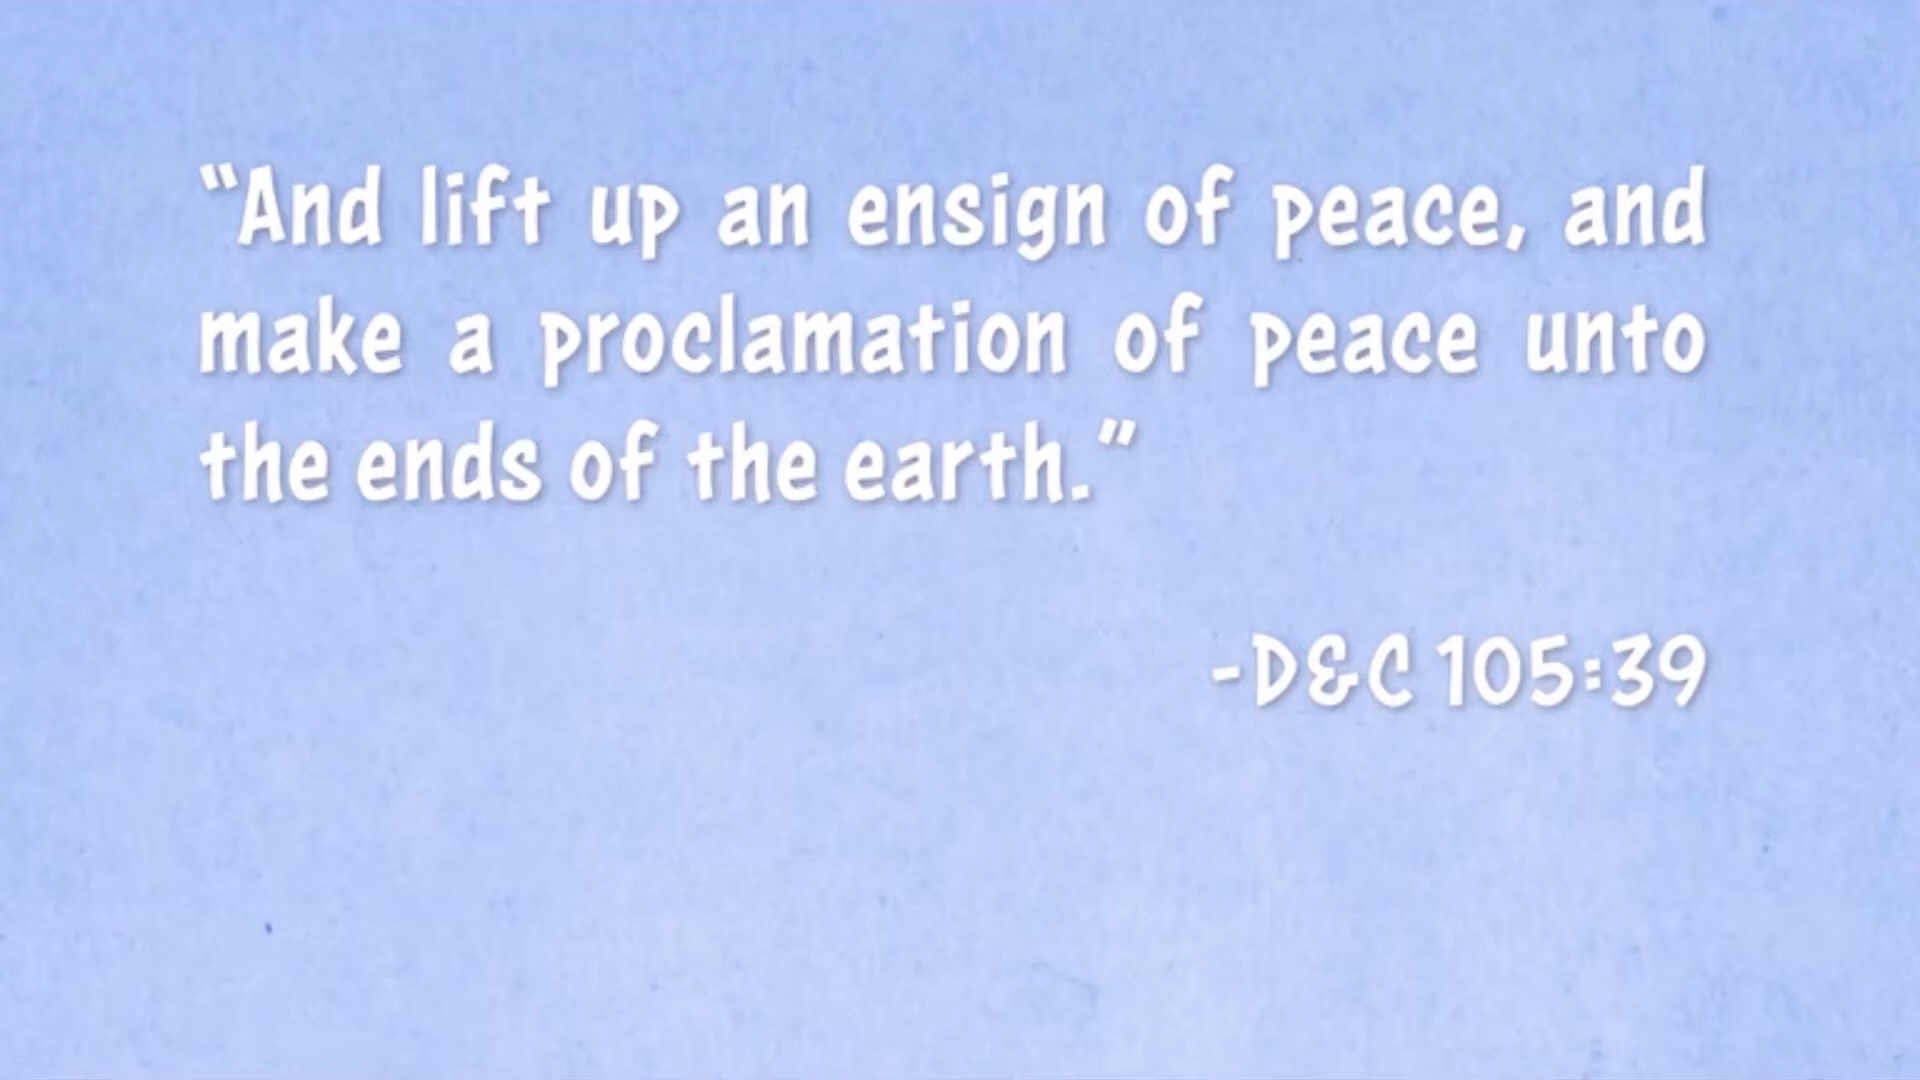 “And lift up an ensign of peace, and
make a proclamation of peace unto
the ends of the earth.”
-D&C 105:39